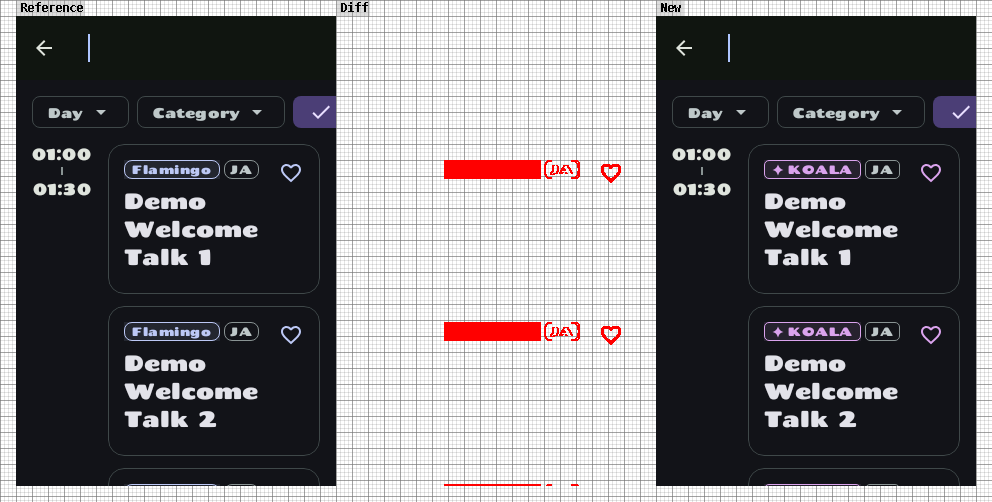 Reference
Diff
New
Day
Category
01:00
01:30
Flamingo
JA
Demo
Welcome
Talk 1
Flamingo
JA
Demo
Welcome
Talk 2
JA
JA
Day
Category
01:00
01:30
KOALA
JA
Demo
Welcome
Talk 1
KOALA
JA
Demo
Welcome
Talk 2